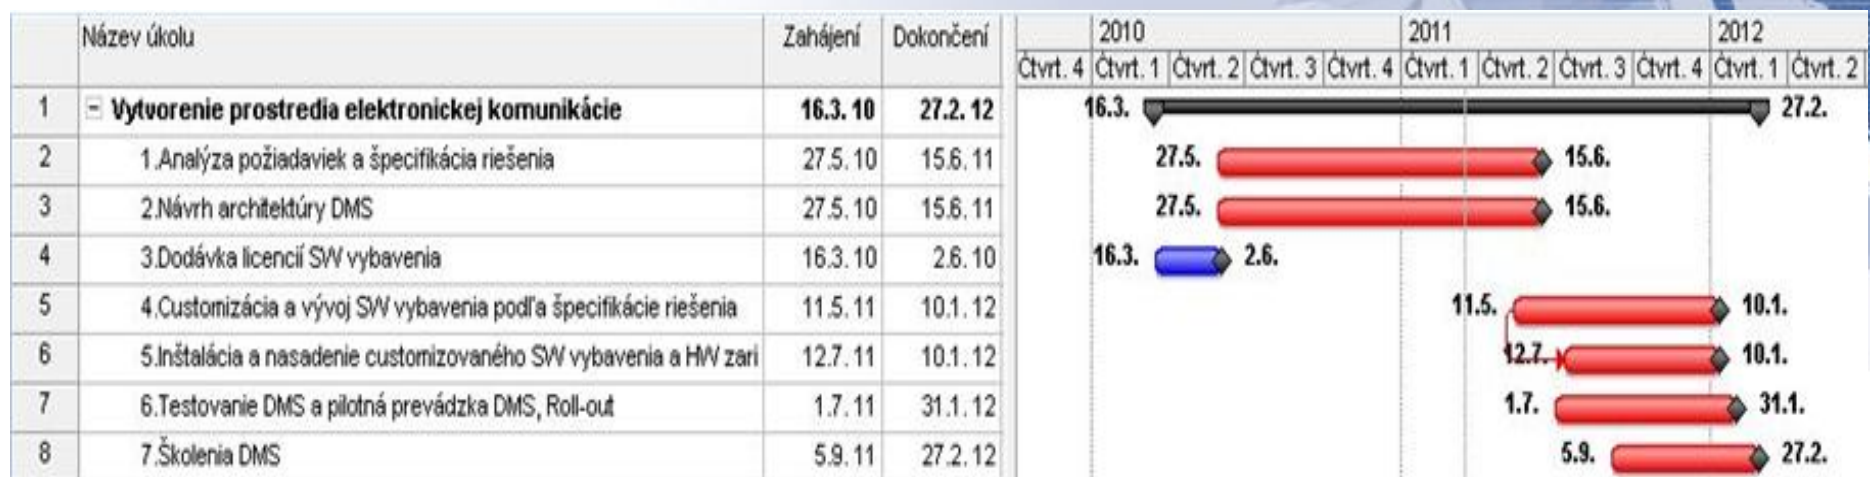 Název úkolu Zahájení Dokončení 2010 2011 2012
Čtvrt. 4 Čtvrt. 1 Čtvrt. 2 Čtvrt. 3 Čtvrt. 4 Čtvrt. 1 Čtvrt. 2 Čtvrt. 3 Čtvrt. 4 Čtvrt. 1 Čtvrt. 2
1 Vytvorenie prostredia elektronickej komunikácie 16.3.10 27.2.12 16.3. 27.2.
2 1.Analýza požiadaviek a špecifikácia riešenia 27.5.10 15.6.11 27.5. 15.6.
3 2.Návrh architektúry DMS 27.5.10 15.6.11 27.5. 15.6.
4 3.Dodávka licencií SW vybavenia 16.3.10 2.6.10 16.3. 2.6.
5 4.Customizácia a vývoj SW vybavenia podľa špecifikácie riešenia 11.5.11 10.1.12 11.5. 10.1.
6 5.Inštalácia a nasadenie customizovaného SW vybavenia a HW zari 12.7.11 10.1.12 12.7. 10.1.
7 6.Testovanie DMS a pilotná prevádzka DMS, Roll-out 1.7.11 31.1.12 1.7. 31.1.
8 7.Školenia DMS 5.9.11 27.2.12 5.9. 27.2.